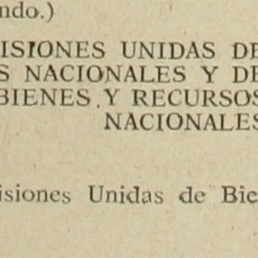 ndo.)
ISIONES UNIDAS DE
S NACIONALES Y DE
BIENES Y RECURSOS
NACIONALES
isiones Unidas de Bie